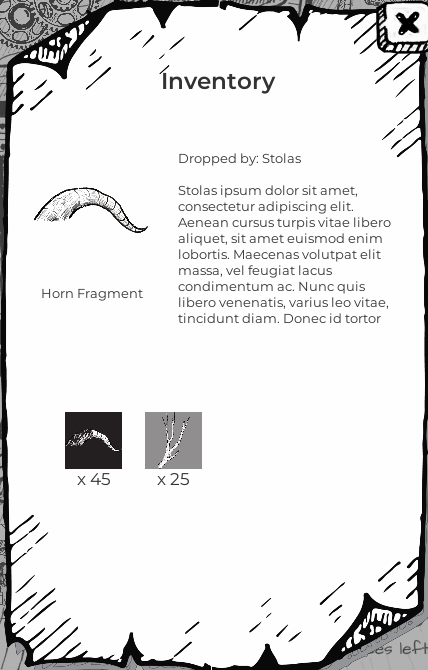 Inventory
Dropped by: Stolas
Stolas ipsum dolor sit amet,
consectetur adipiscing elit.
Aenean cursus turpis vitae libero
aliquet, sit amet euismod enim
lobortis. Maecenas volutpat elit
massa, vel feugiat lacus
condimentum ac. Nunc quis
libero venenatis, varius leo vitae,
tincidunt diam. Donec id tortor
Horn Fragment
x 45
x 25
left